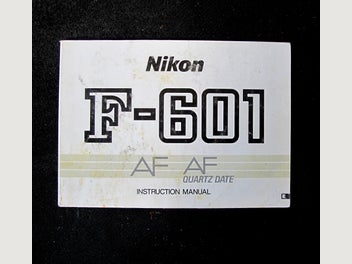 Nikon
F-601
AF AF
QUARTZ DATE
INSTRUCTION MANUAL